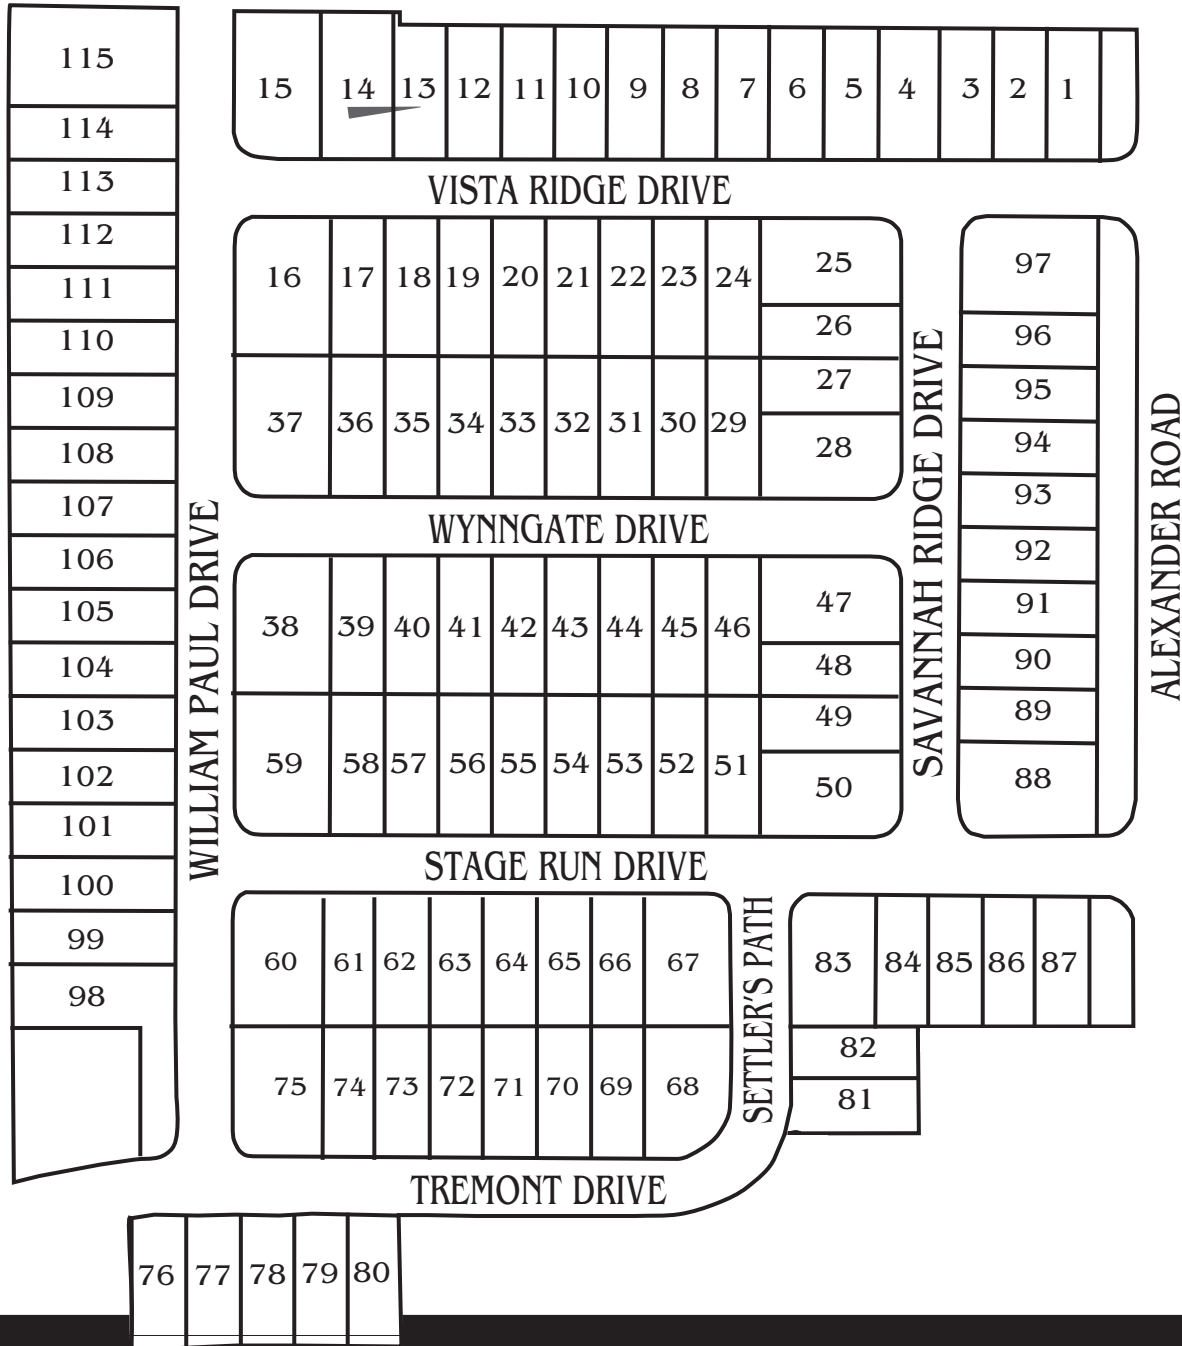 115
114
113
112
111
110
109
108
107
106
105
104
103
102
101
100
99
98
WILLIAM PAUL DRIVE
15 14 13 12 11 10 9 8 7 6 5 4 3 2 1
VISTA RIDGE DRIVE
16 17 18 19 20 21 22 23 24
25
26
37 36 35 34 33 32 31 30 29
27
28
WYNNGATE DRIVE
38 39 40 41 42 43 44 45 46
47
48
59 58 57 56 55 54 53 52 51
49
50
STAGE RUN DRIVE
SAVANNAH RIDGE DRIVE
97
96
95
94
93
92
91
90
89
88
ALEXANDER ROAD
60 61 62 63 64 65 66 67
75 74 73 72 71 70 69 68
SETTLER'S PATH
83 84 85 86 87
82
81
TREMONT DRIVE
76 77 78 79 80